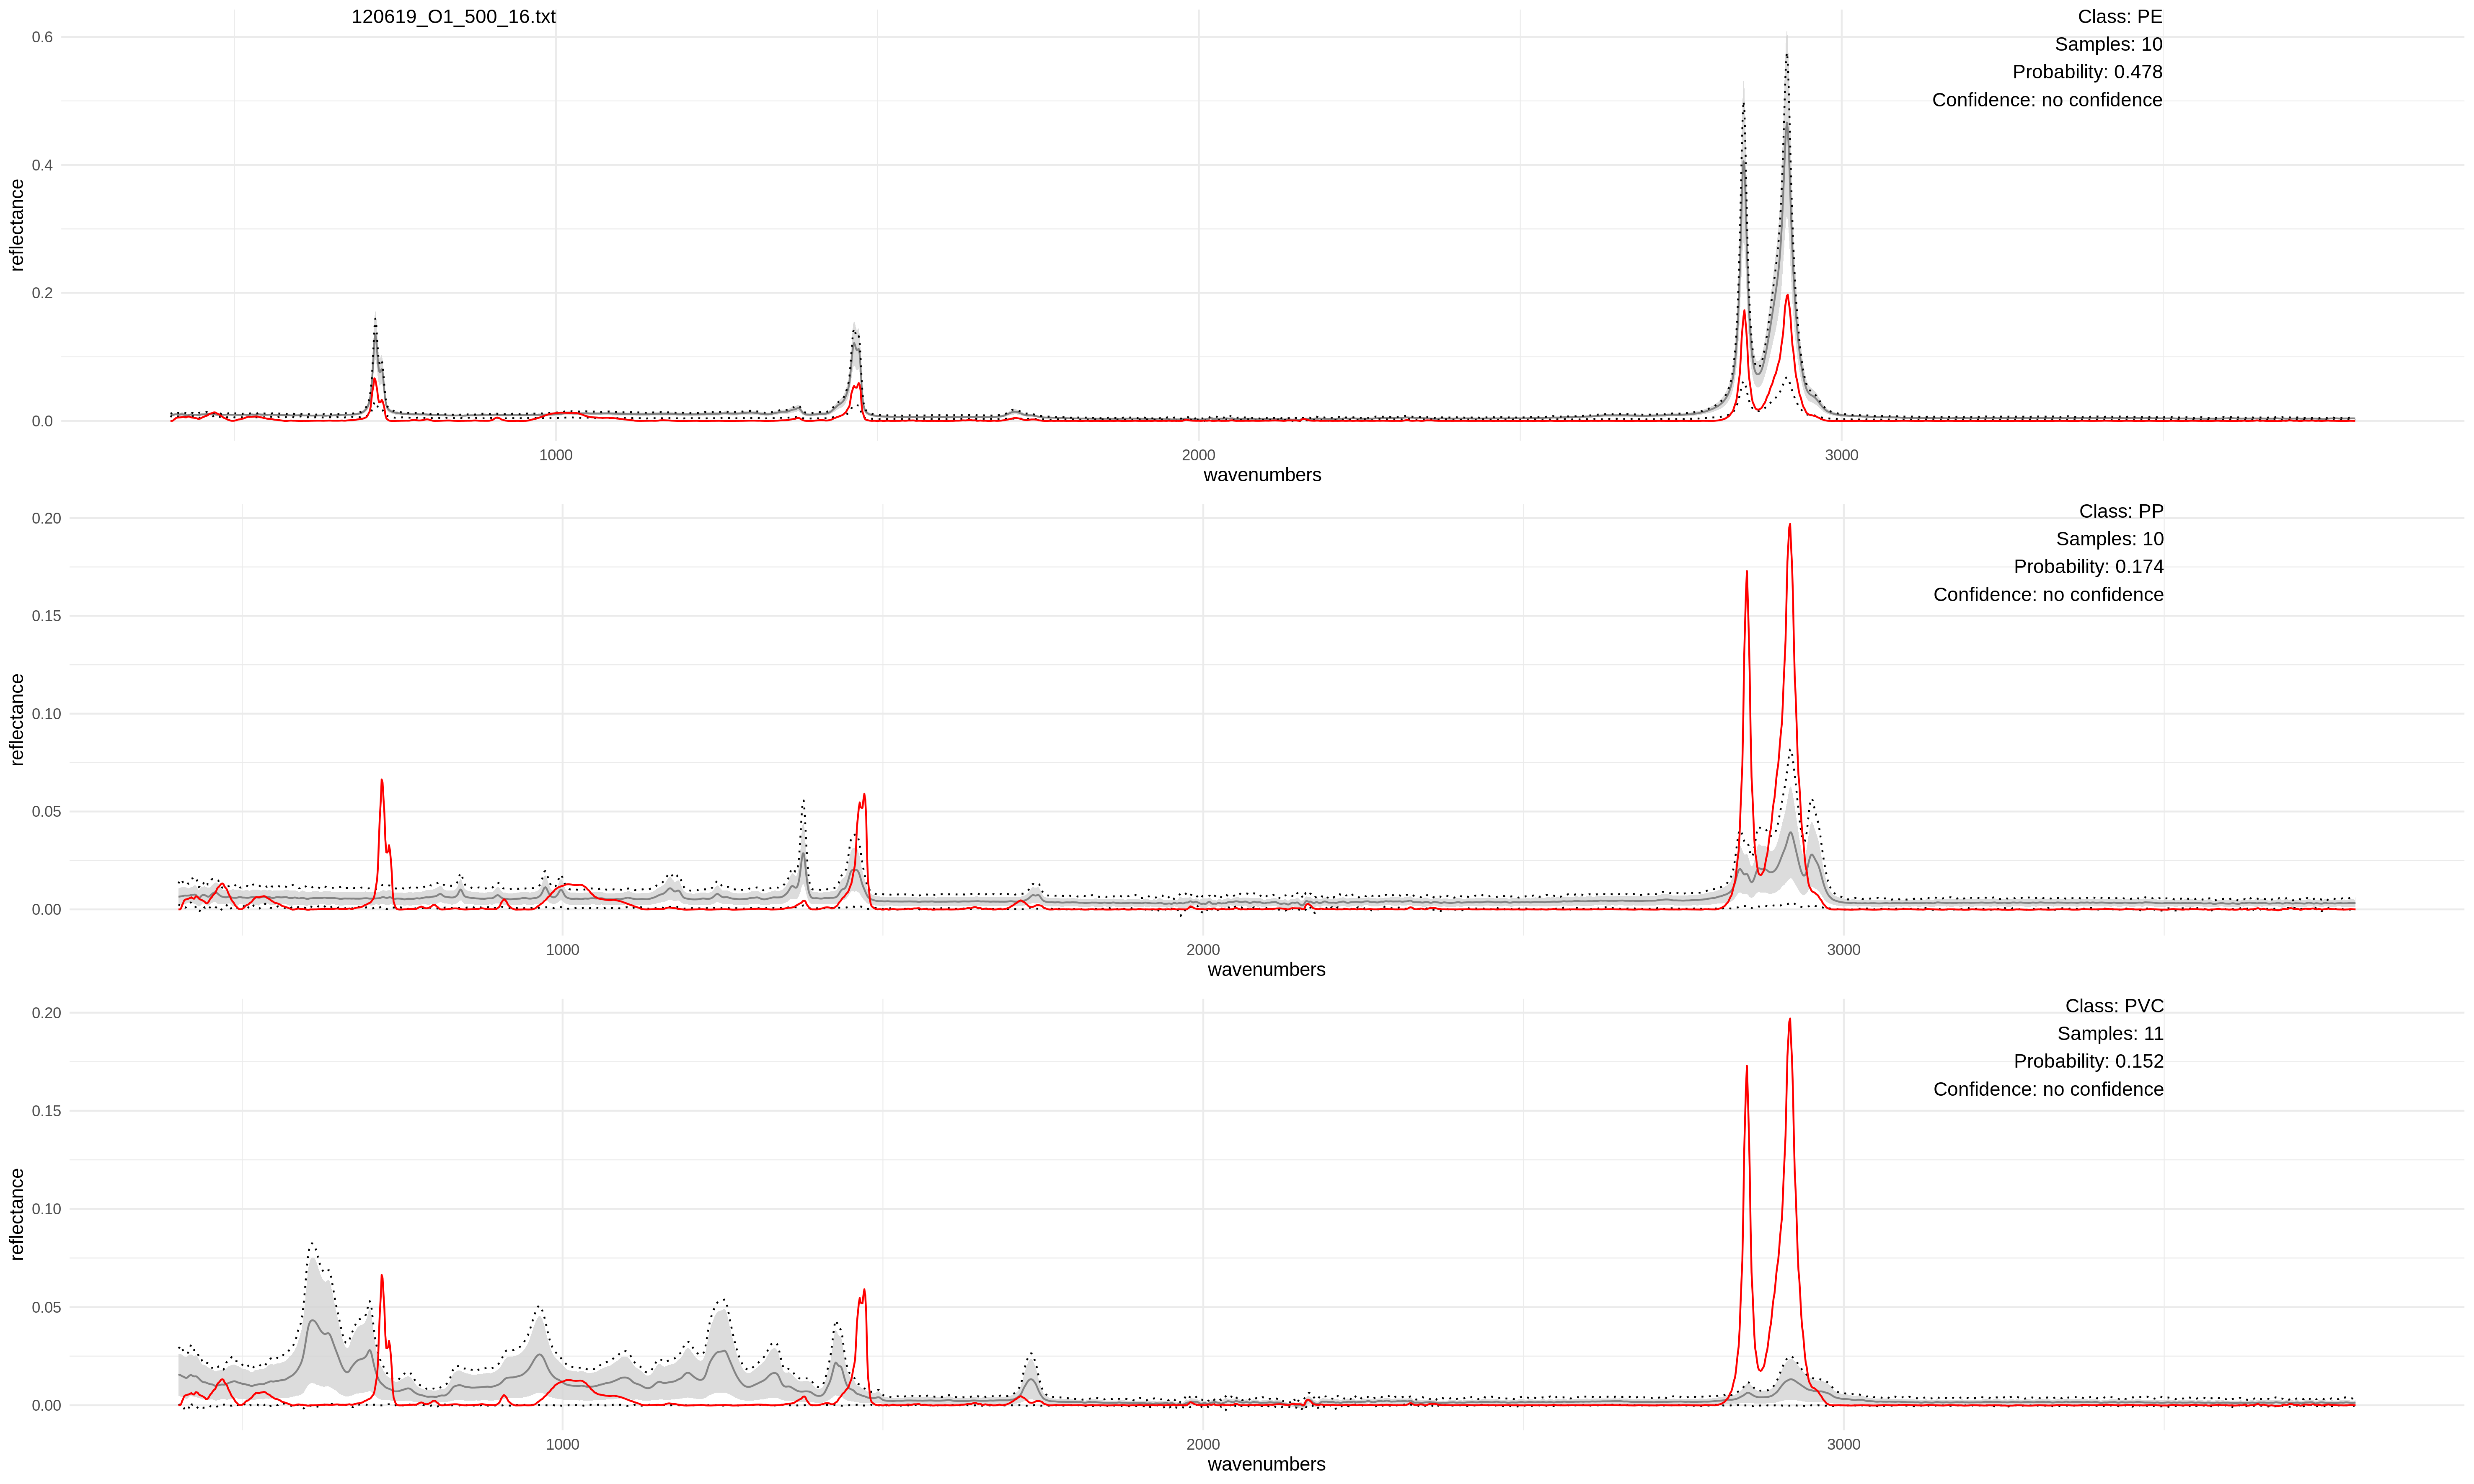 120619_O1_500_16.txt
Class: PE
Samples: 10
Probability: 0.478
Confidence: no confidence
0.6
0.4
0.2
0.0
reflectance
1000 2000 3000
wavenumbers
Class: PP
Samples: 10
Probability: 0.174
Confidence: no confidence
0.20
0.15
0.10
0.05
0.00
reflectance
1000 2000 3000
wavenumbers
Class: PVC
Samples: 11
Probability: 0.152
Confidence: no confidence
0.20
0.15
0.10
0.05
0.00
reflectance
1000 2000 3000
wavenumbers